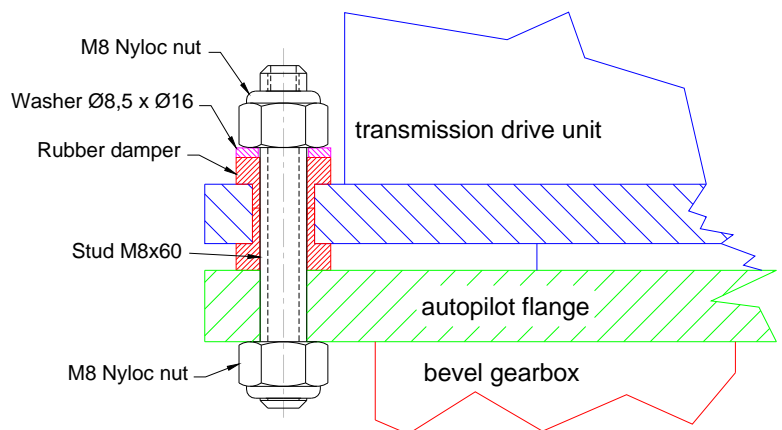 M8 Nyloc nut
Washer Ø8,5 x Ø16
transmission drive unit
Rubber damper
Stud M8x60
autopilot flange
M8 Nyloc nut
bevel gearbox